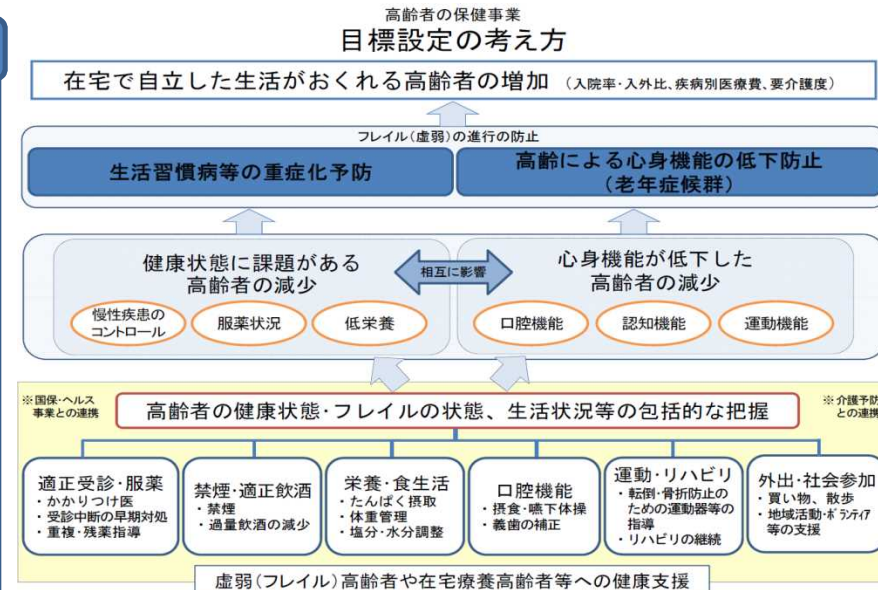 高齢者の保健事業
目標設定の考え方
在宅で自立した生活がおくれる高齢者の増加 (入院率・入外比、疾病別医療費、要介護度)
フレイル(虚弱)の進行の防止
生活習慣病等の重症化予防
高齢による心身機能の低下防止
(老年症候群)
健康状態に課題がある
高齢者の減少
相互に影響
心身機能が低下した
高齢者の減少
慢性疾患の
コントロール
服薬状況
低栄養
口腔機能
認知機能
運動機能
※国保・ヘルス
事業との連携
高齢者の健康状態・フレイルの状態、生活状況等の包括的な把握
※介護予防
との連携
適正受診・服薬
・かかりつけ医
・受診中断の早期対処
・重複・残薬指導
禁煙・適正飲酒
・禁煙
・過量飲酒の減少
栄養・食生活
・たんぱく摂取
・体重管理
・塩分・水分調整
口腔機能
・摂食・嚥下体操
・義歯の補正
運動・リハビリ
・転倒・骨折防止の
ための運動器等の
指導
・リハビリの継続
外出・社会参加
・買い物、散歩
・地域活動・ボランティア
等の支援
虚弱(フレイル)高齢者や在宅療養高齢者等への健康支援